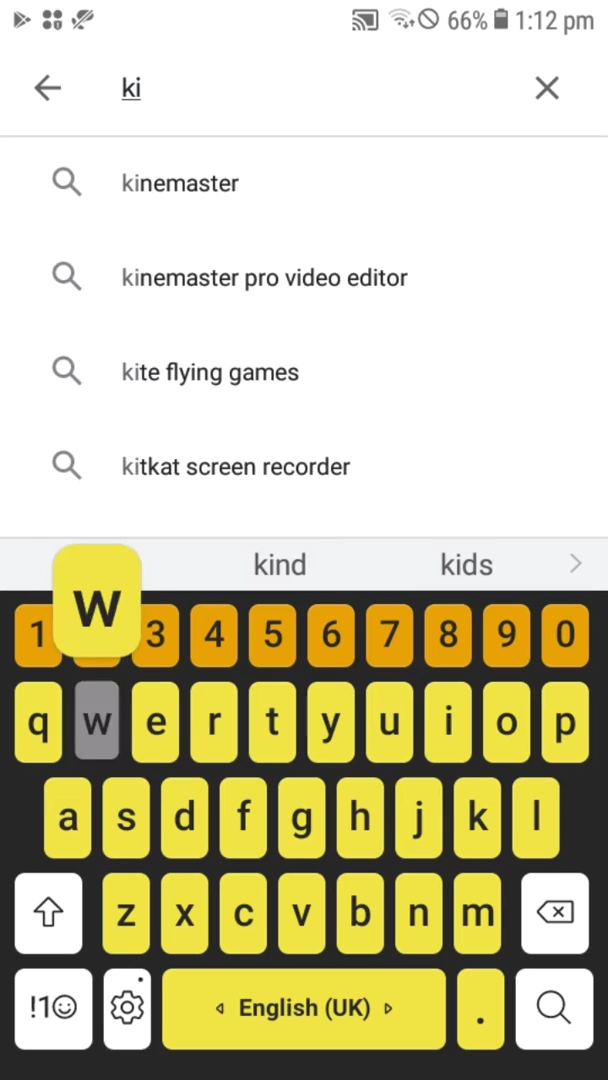 66% 1:12 pm
ki
kinemaster
kinemaster pro video editor
kite flying games
kitkat screen recorder
kind kids
w
1 3 4 5 6 7 8 9 0
q w e r t y u i o p
a s d f g h j k l
z x c v b n m
!1☺ English (UK) .